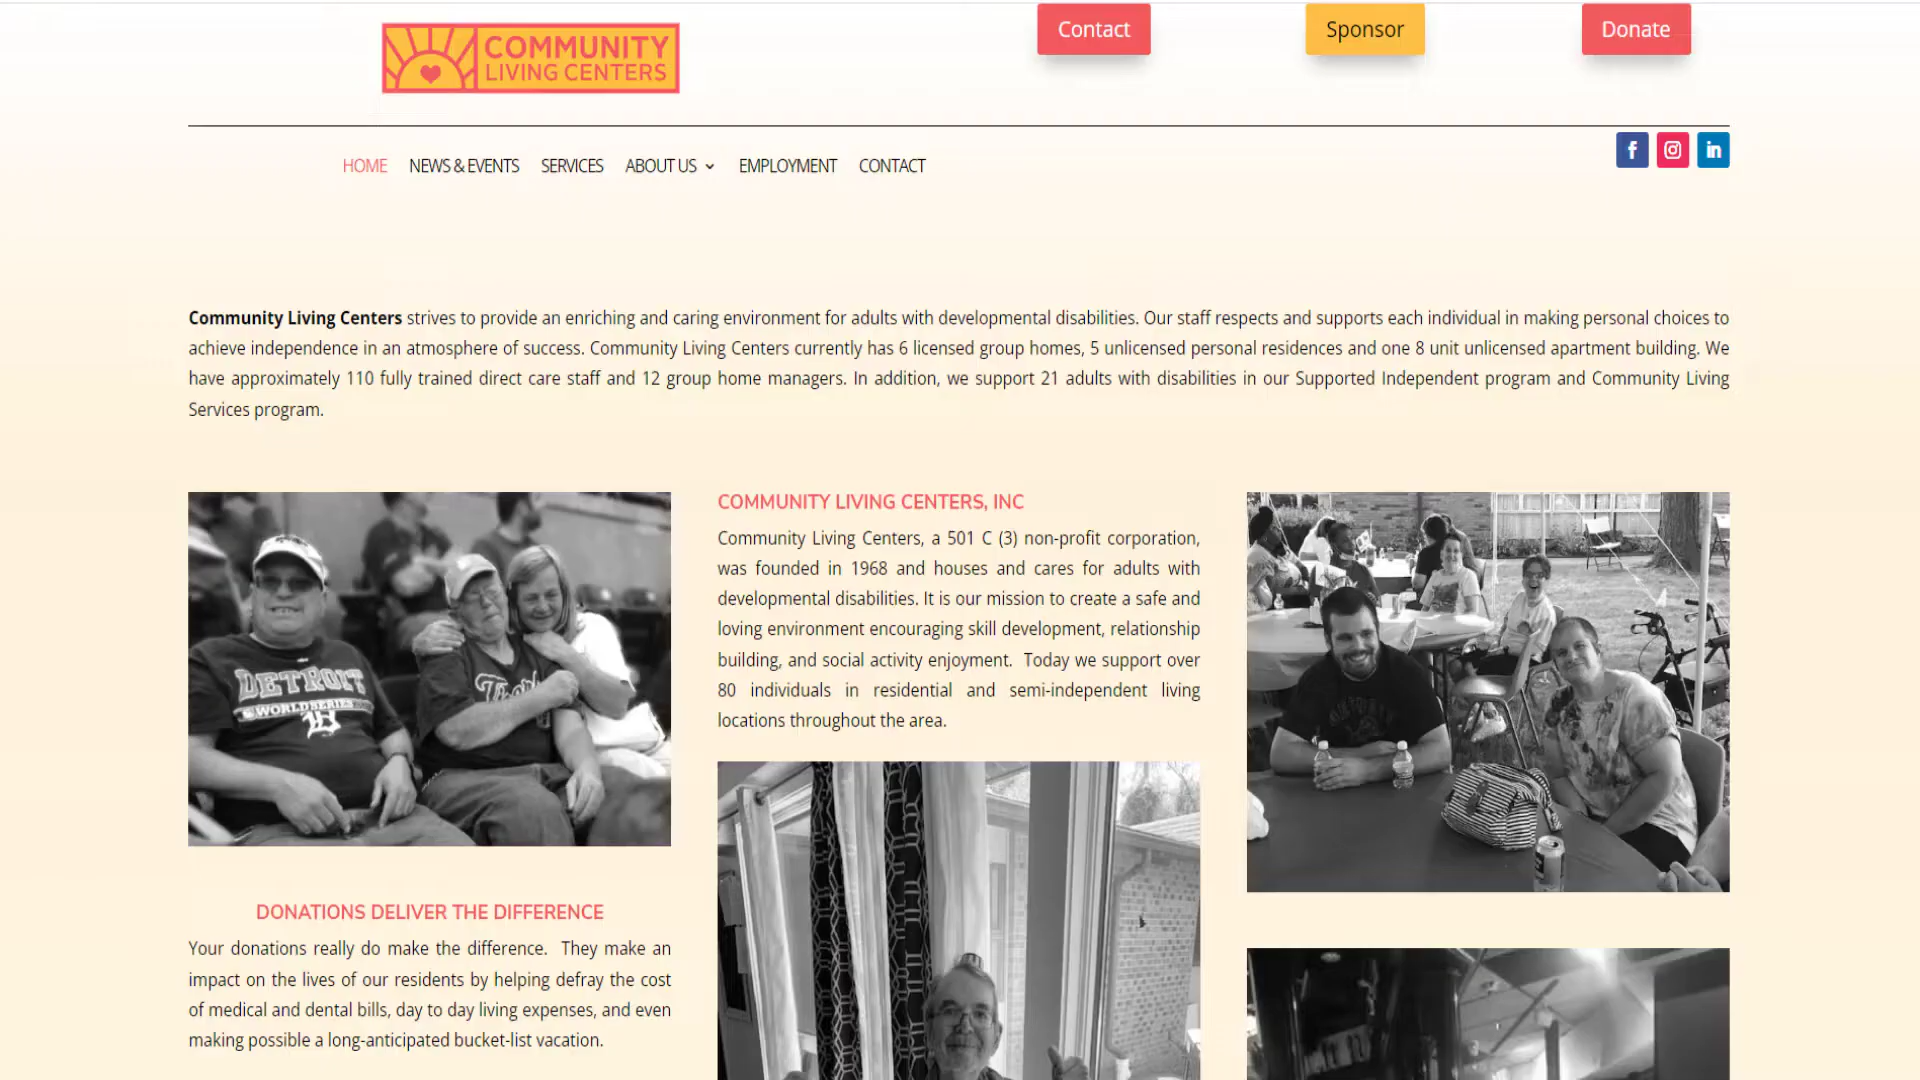 COMMUNITY
LIVING CENTERS
Contact
Sponsor
Donate
HOME NEWS & EVENTS SERVICES ABOUT US EMPLOYMENT CONTACT
Community Living Centers strives to provide an enriching and caring environment for adults with developmental disabilities. Our staff respects and supports each individual in making personal choices to
achieve independence in an atmosphere of success. Community Living Centers currently has 6 licensed group homes, 5 unlicensed personal residences and one 8 unit unlicensed apartment building. We
have approximately 110 fully trained direct care staff and 12 group home managers. In addition, we support 21 adults with disabilities in our Supported Independent program and Community Living
Services program.
DETROIT
WORLD SERIES
DONATIONS DELIVER THE DIFFERENCE
Your donations really do make the difference. They make an
impact on the lives of our residents by helping defray the cost
of medical and dental bills, day to day living expenses, and even
making possible a long-anticipated bucket-list vacation.
COMMUNITY LIVING CENTERS, INC
Community Living Centers, a 501 C (3) non-profit corporation,
was founded in 1968 and houses and cares for adults with
developmental disabilities. It is our mission to create a safe and
loving environment encouraging skill development, relationship
building, and social activity enjoyment. Today we support over
80 individuals in residential and semi-independent living
locations throughout the area.